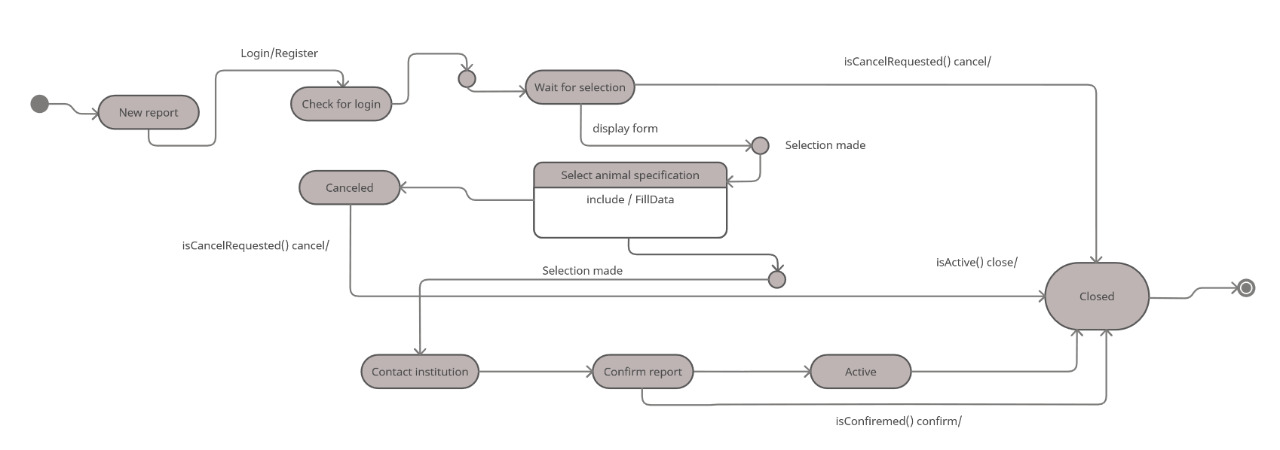 Login/Register
isCancelRequested() cancel/
New report
Check for login
Wait for selection
display form
Selection made
Select animal specification
include / FillData
Canceled
isCancelRequested() cancel/
Selection made
isActive() close/
Closed
Contact institution
Confirm report
Active
isConfiremed() confirm/